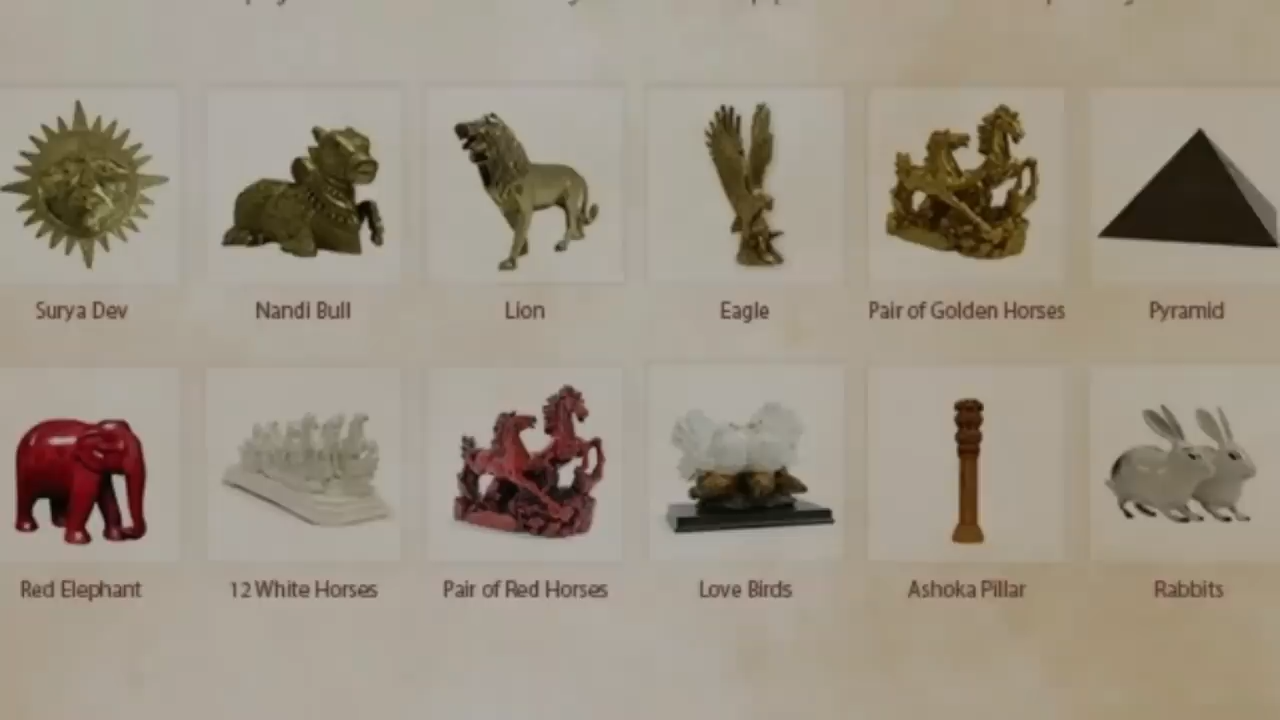 Surya Dev
Nandi Bull
Lion
Eagle
Pair of Golden Horses
Pyramid
Red Elephant
12 White Horses
Pair of Red Horses
Love Birds
Ashoka Pillar
Rabbits